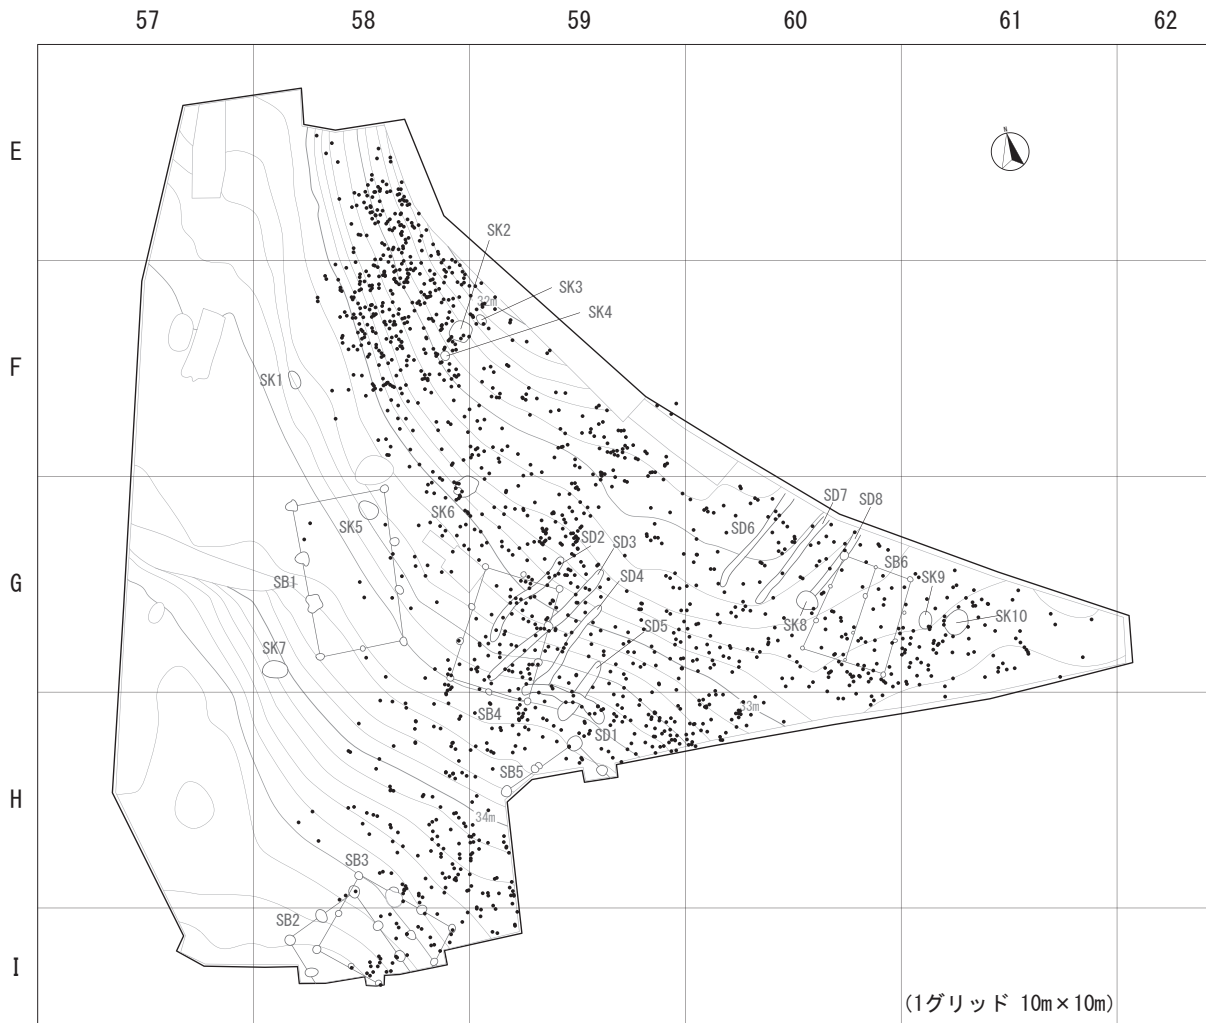 57 58 59 60 61 62
E
N
SK2
SK3
32m
SK4
F
SK1
SD7
SD8
SK5
SK6
SD6
SD2
SD3
SB6
G
SB1
SD4
SK9
SK8
SK10
SD5
SK7
33m
SB4
SD1
SB5
H
34m
SB3
SB2
I
(1グリッド 10m×10m)